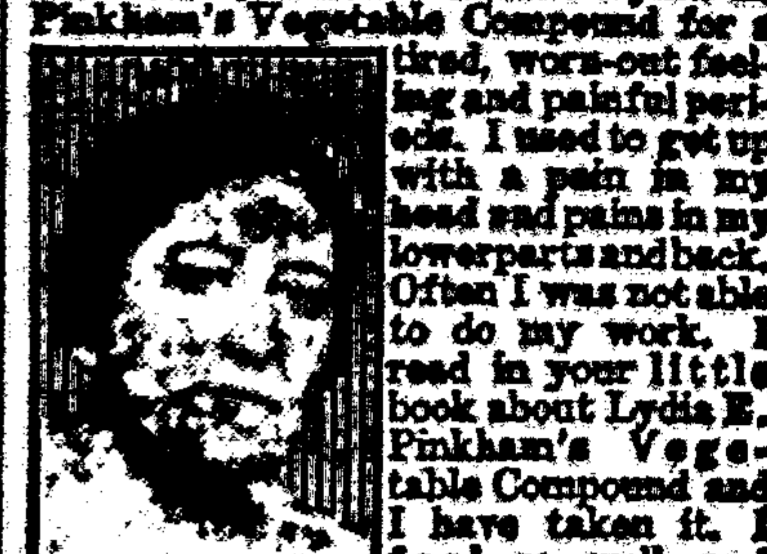 Pinkham's Vegetable Compound for a
tired, worn-out feel-
ing and painful peri-
ods. I used to get up
with a pain in my
head and pains in my
lower parts and back.
Often I was not able
to do my work. I
read in your little
book about Lydia E.
Pinkham's Vege-
table Compound and
I have taken it. I